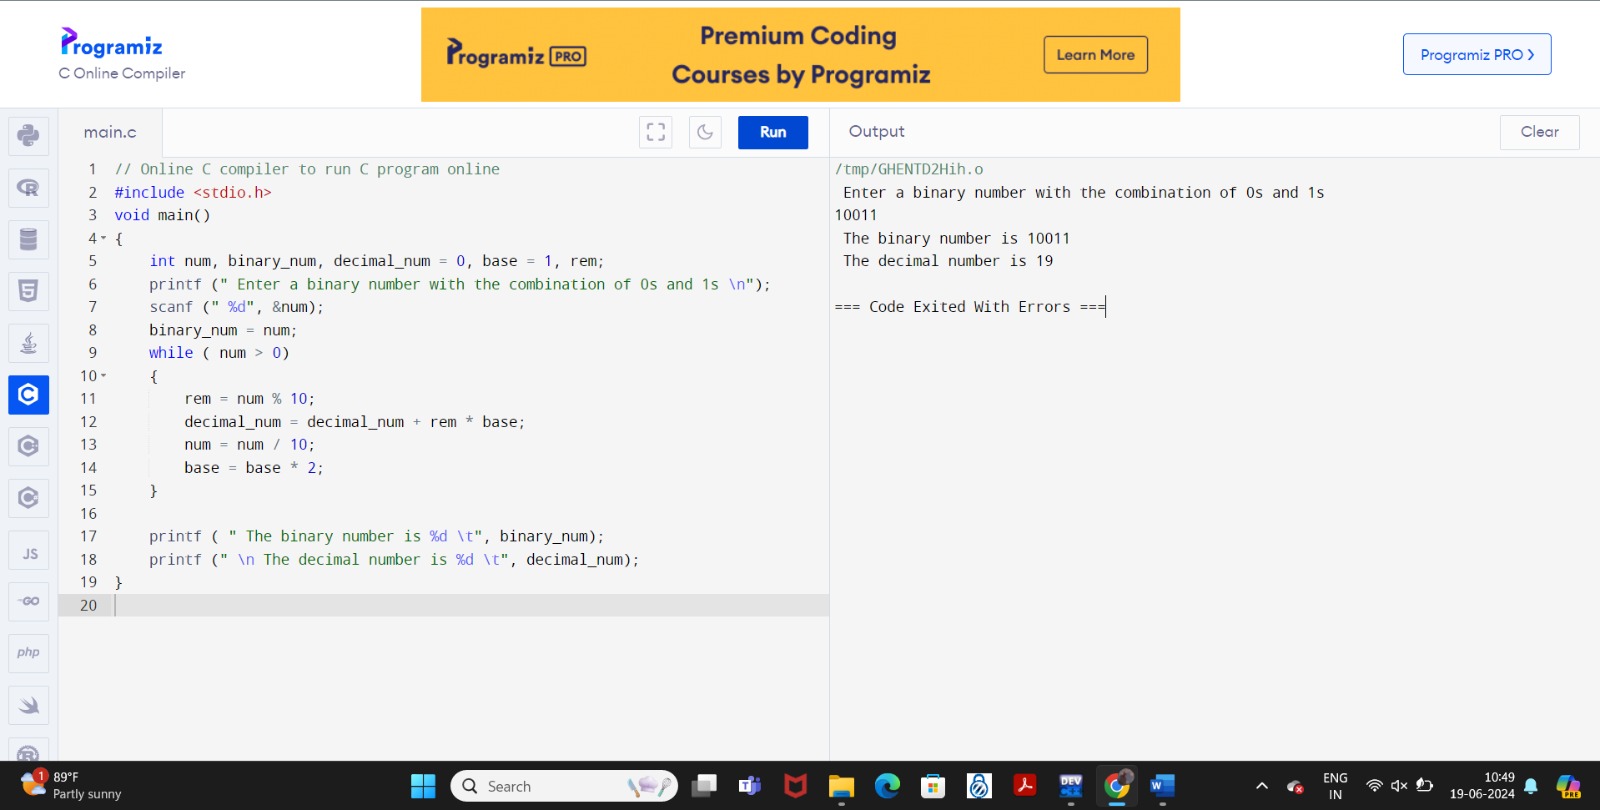 Programiz
C Online Compiler
Programiz PRO
Premium Coding
Courses by Programiz
Learn More
Programiz PRO >
main.c
Run
Output
Clear
1 // Online C compiler to run C program online
2 #include <stdio.h>
3 void main()
4 {
5 int num, binary_num, decimal_num = 0, base = 1, rem;
6 printf (" Enter a binary number with the combination of 0s and 1s \n");
7 scanf (" %d", &num);
8 binary_num = num;
9 while ( num > 0)
10 {
11 rem = num % 10;
12 decimal_num = decimal_num + rem * base;
13 num = num / 10;
14 base = base * 2;
15 }
16
17 printf ( " The binary number is %d \t", binary_num);
18 printf (" \n The decimal number is %d \t", decimal_num);
19 }
20
/tmp/GHENTD2Hih.o
Enter a binary number with the combination of 0s and 1s
10011
The binary number is 10011
The decimal number is 19
=== Code Exited With Errors ===
JS
GO
php
1
89°F
Partly sunny
Search
DEV
W
ENG
IN
10:49
19-06-2024
PRE